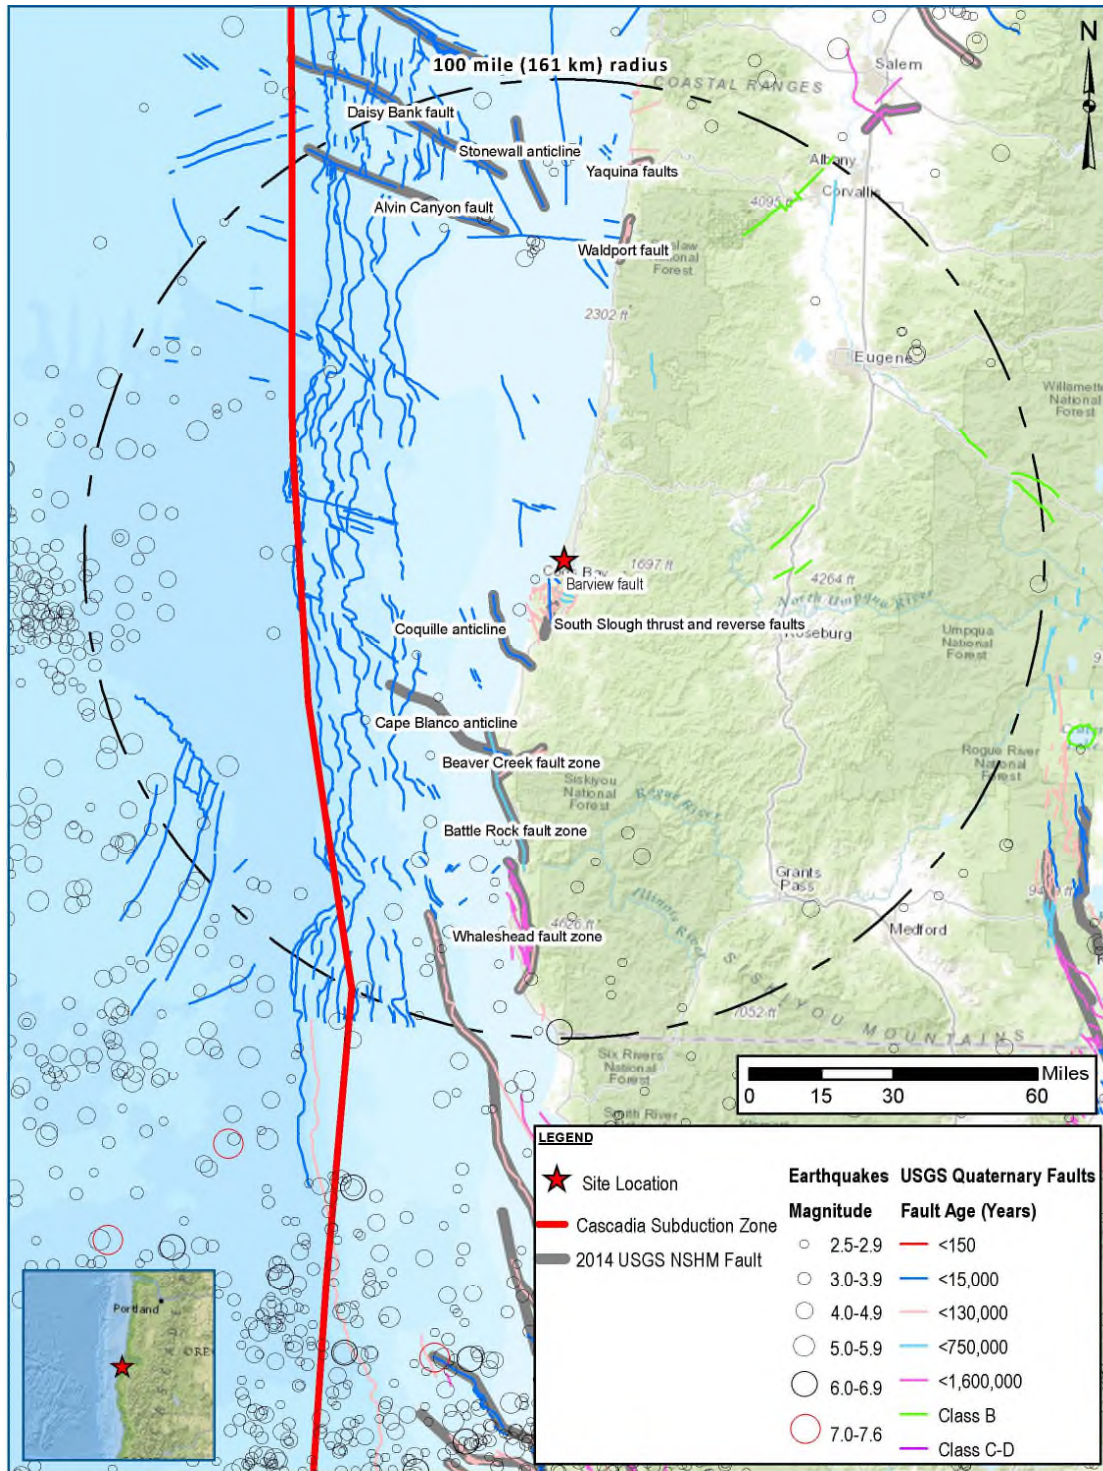 N
100 mile (161 km) radius
Salem
COASTAL RANGES
Daisy Bank fault
Stonewall anticline
Albany
Yaquina faults
Corvallis
4095 ft
Alvin Canyon fault
Waldport fault
National
Forest
2302 ft
Eugene
Willamette
National
Forest
1697 ft
Barview fault
4264 ft
North Umpqua River
Coquille anticline
South Slough thrust and reverse faults
Roseburg
Umpqua
National
Forest
Cape Blanco anticline
Beaver Creek fault zone
Rogue River
National
Forest
Siskiyou
National
Forest
Rogue River
Battle Rock fault zone
Grants
Pass
Illinois River
4626 ft
Medford
Whaleshead fault zone
SISKIYOU MOUNTAINS
7052 ft
Six Rivers
National
Forest
Miles
0 15 30 60
LEGEND
Site Location
Cascadia Subduction Zone
2014 USGS NSHM Fault
Earthquakes
Magnitude
2.5-2.9
3.0-3.9
4.0-4.9
5.0-5.9
6.0-6.9
7.0-7.6
USGS Quaternary Faults
Fault Age (Years)
<150
<15,000
<130,000
<750,000
<1,600,000
Class B
Class C-D
Portland